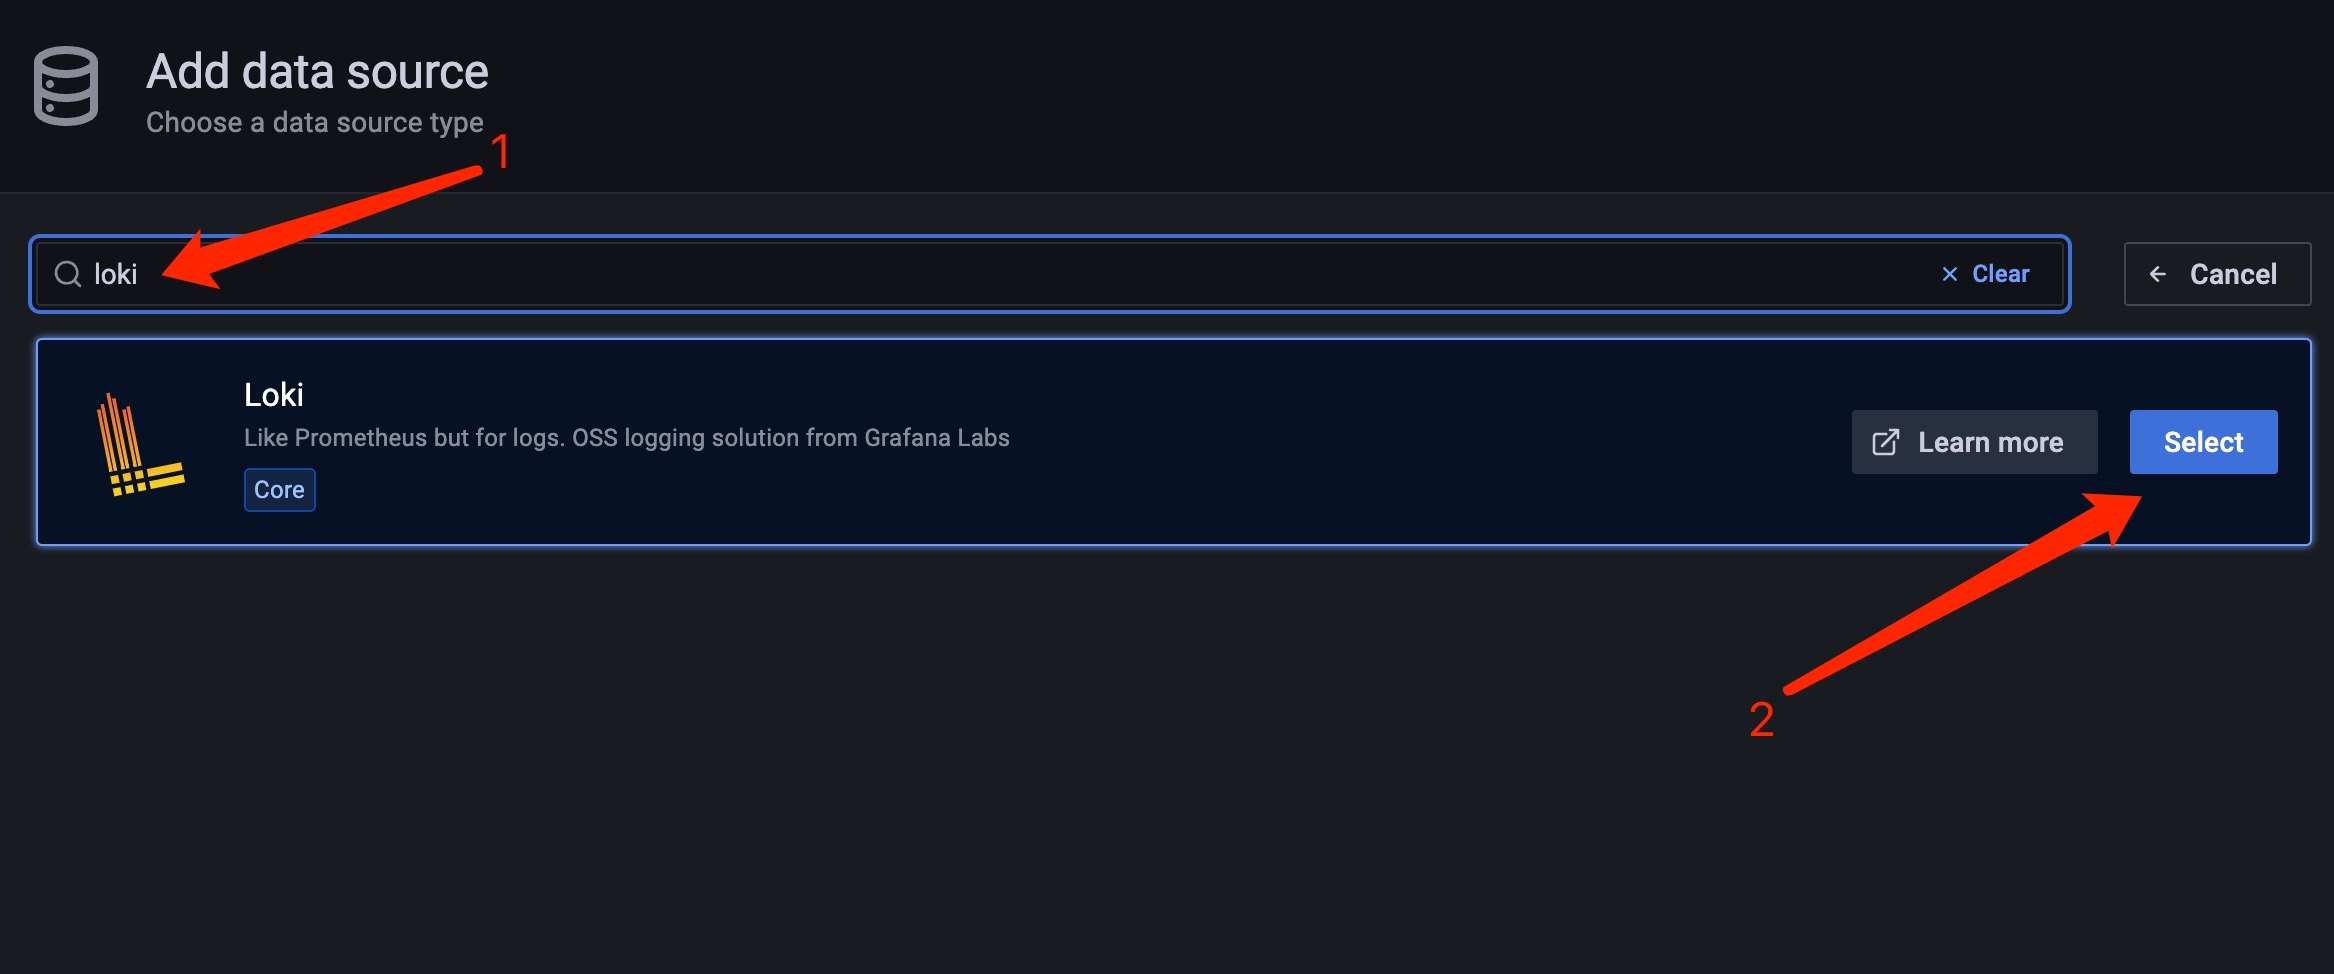 Add data source
Choose a data source type
1
loki
Clear
Cancel
Loki
Like Prometheus but for logs. OSS logging solution from Grafana Labs
Core
Learn more
Select
2